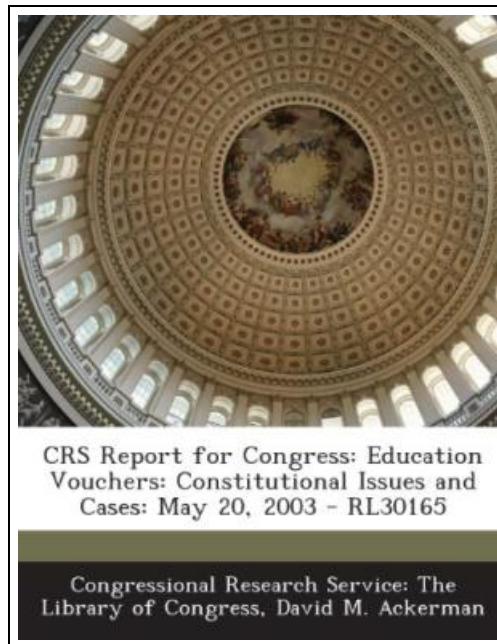 CRS Report for Congress: Education
Vouchers: Constitutional Issues and
Cases: May 20, 2003 - RL30165
Congressional Research Service: The
Library of Congress, David M. Ackerman